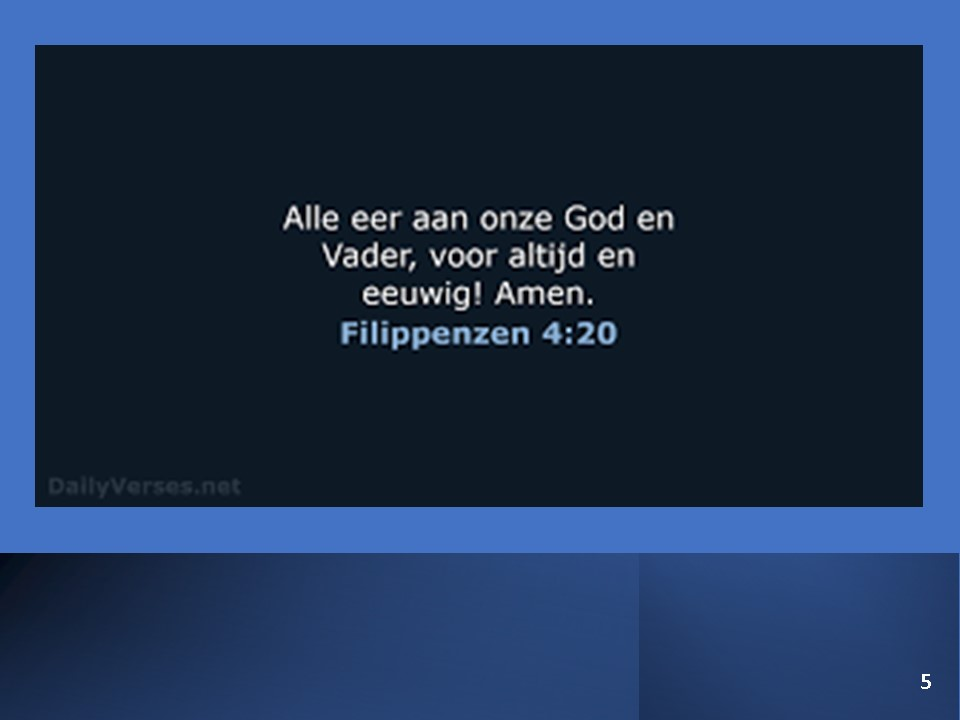 Alle eer aan onze God en
Vader, voor altijd en
eeuwig! Amen.
Filippenzen 4:20
DailyVerses.net
5